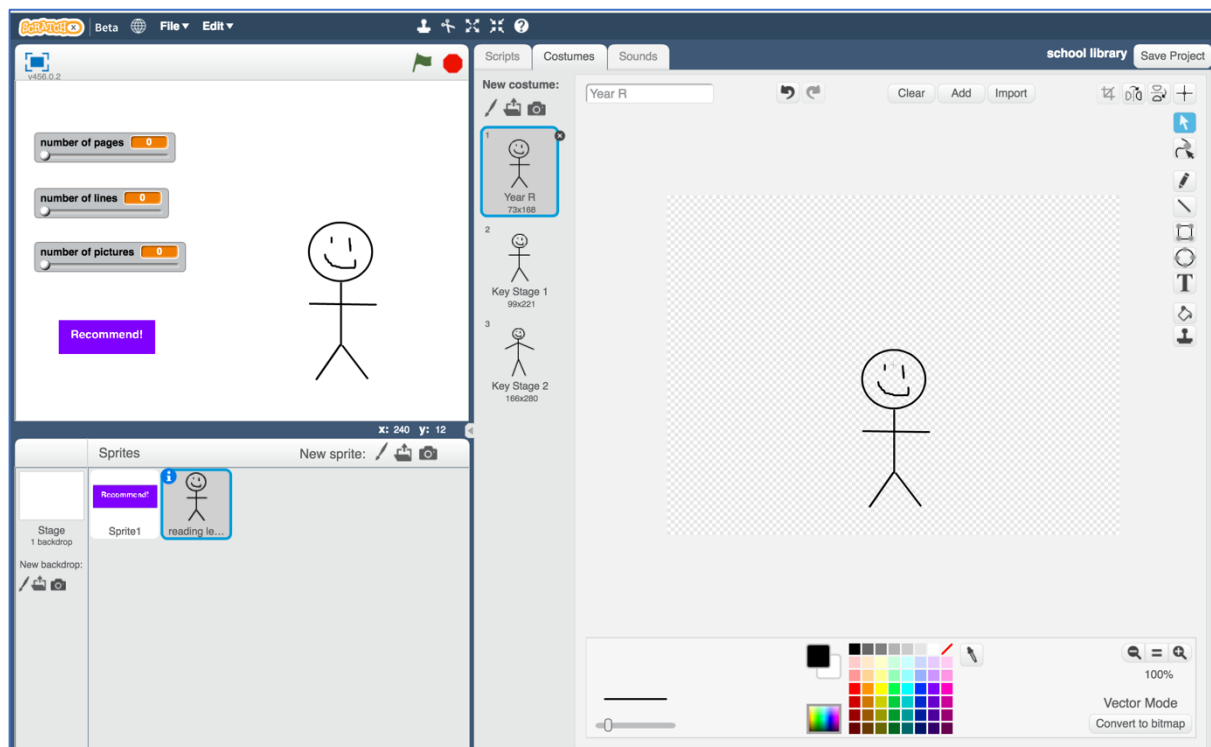 SCRATCHX Beta File▼ Edit▼
v456.0.2
number of pages 0
number of lines 0
number of pictures 0
Recommend!
x: 240 y: 12
Sprites New sprite:
Stage
1 backdrop
New backdrop:
Recommend!
Sprite1
reading le...
Scripts Costumes Sounds
school library Save Project
New costume:
1
Year R
73x168
2
Key Stage 1
99x221
3
Key Stage 2
166x280
Year R
Clear Add Import
T
100%
Vector Mode
Convert to bitmap